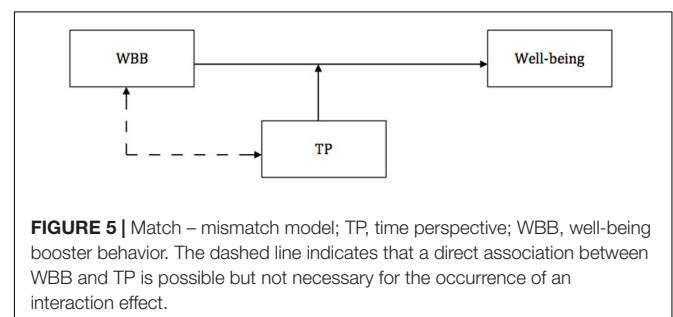 WBB
Well-being
TP
FIGURE 5 | Match – mismatch model; TP, time perspective; WBB, well-being
booster behavior. The dashed line indicates that a direct association between
WBB and TP is possible but not necessary for the occurrence of an
interaction effect.